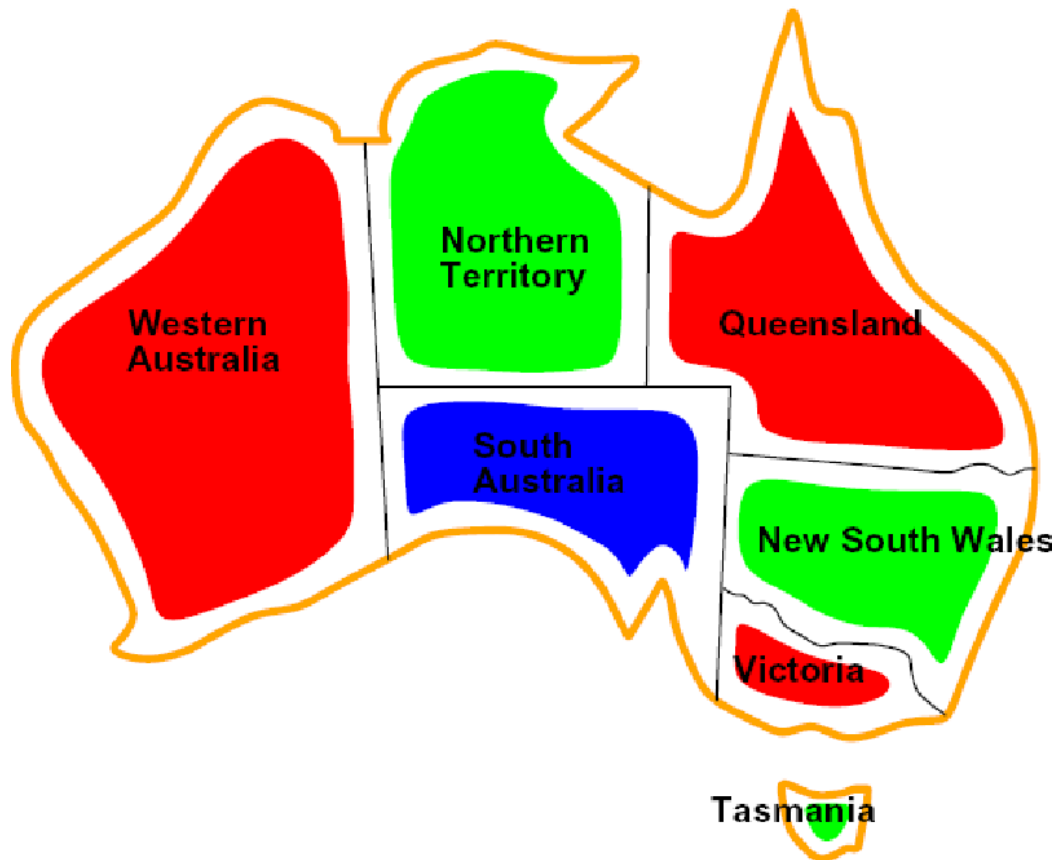 Northern
Territory
Western
Australia
Queensland
South
Australia
New South Wales
Victoria
Tasmania